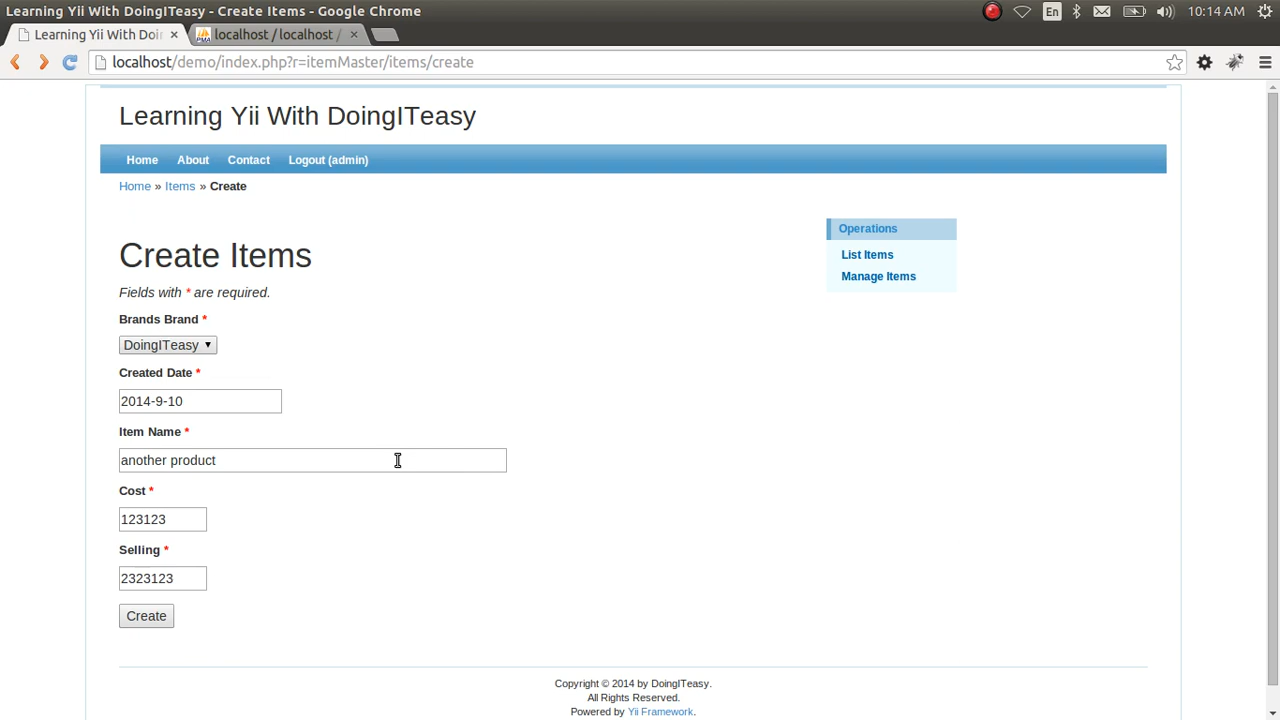 Learning Yii With DoingITeasy - Create Items - Google Chrome
En
10:14 AM
Learning Yii With Doi
localhost / localhost /
localhost/demo/index.php?r=itemMaster/items/create
Learning Yii With DoingITeasy
Home About Contact Logout (admin)
Home » Items » Create
Operations
List Items
Manage Items
Create Items
Fields with * are required.
Brands Brand *
DoingITeasy
Created Date *
2014-9-10
Item Name *
another product
Cost *
123123
Selling *
2323123
Create
Copyright © 2014 by DoingITeasy.
All Rights Reserved.
Powered by Yii Framework.